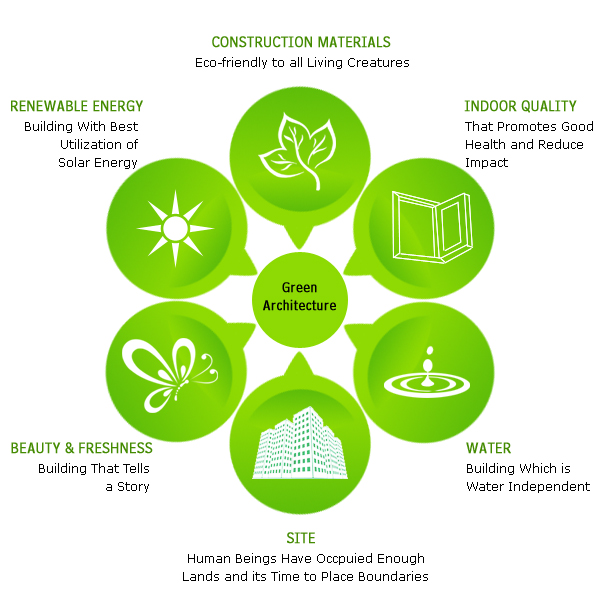 CONSTRUCTION MATERIALS
Eco-friendly to all Living Creatures
RENEWABLE ENERGY
Building With Best
Utilization of
Solar Energy
INDOOR QUALITY
That Promotes Good
Health and Reduce
Impact
Green
Architecture
BEAUTY & FRESHNESS
Building That Tells
a Story
WATER
Building Which is
Water Independent
SITE
Human Beings Have Occpuied Enough
Lands and its Time to Place Boundaries